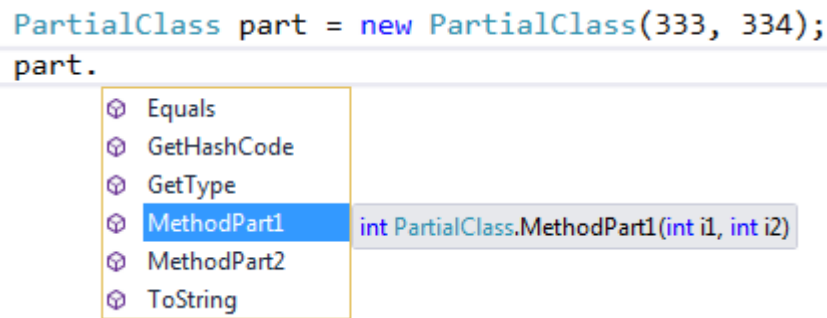 PartialClass part = new PartialClass(333, 334);
part.
Equals
GetHashCode
GetType
MethodPart1 int PartialClass.MethodPart1(int i1, int i2)
MethodPart2
ToString